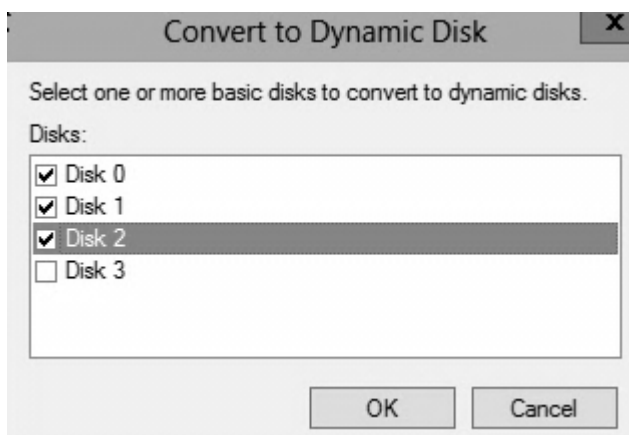 Convert to Dynamic Disk
x
Select one or more basic disks to convert to dynamic disks.
Disks:
Disk 0
Disk 1
Disk 2
Disk 3
OK
Cancel